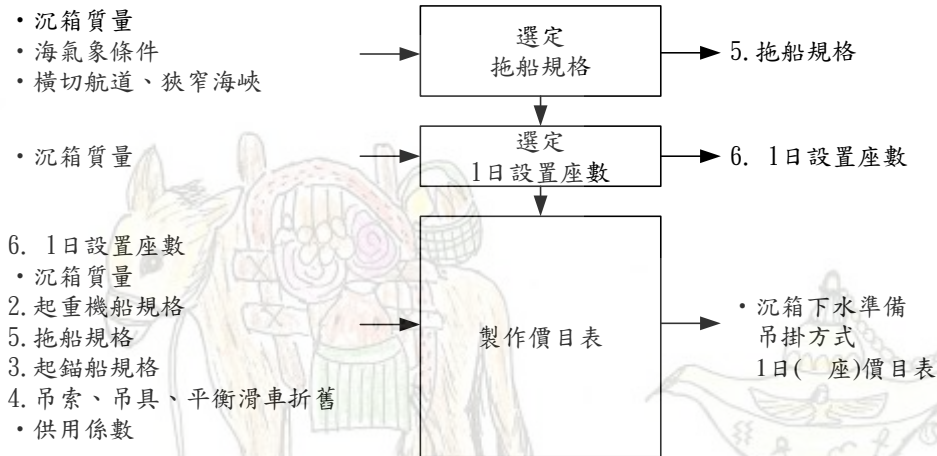 ・沉箱質量
・海氣象條件
・橫切航道、狹窄海峽
選定
拖船規格
5.拖船規格
・沉箱質量
選定
1日設置座數
6. 1日設置座數
6. 1日設置座數
・沉箱質量
2.起重機船規格
5.拖船規格
3.起錨船規格
4.吊索、吊具、平衡滑車折舊
・供用係數
製作價目表
・沉箱下水準備
吊掛方式
1日( 座)價目表